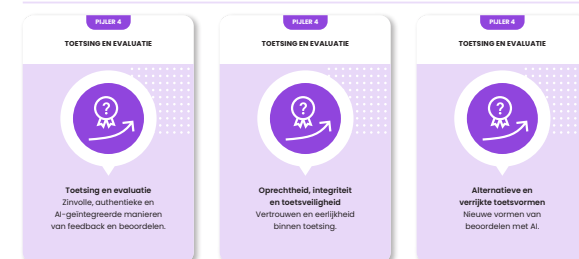 PIJLER 4
TOETSING EN EVALUATIE
?
Toetsing en evaluatie
Zinvolle, authentieke en
AI-geïntegreerde manieren
van feedback en beoordelen.
PIJLER 4
TOETSING EN EVALUATIE
?
Oprechtheid, integriteit
en toetsveiligheid
Vertrouwen en eerlijkheid
binnen toetsing.
PIJLER 4
TOETSING EN EVALUATIE
?
Alternatieve en
verrijkte toetsvormen
Nieuwe vormen van
beoordelen met AI.